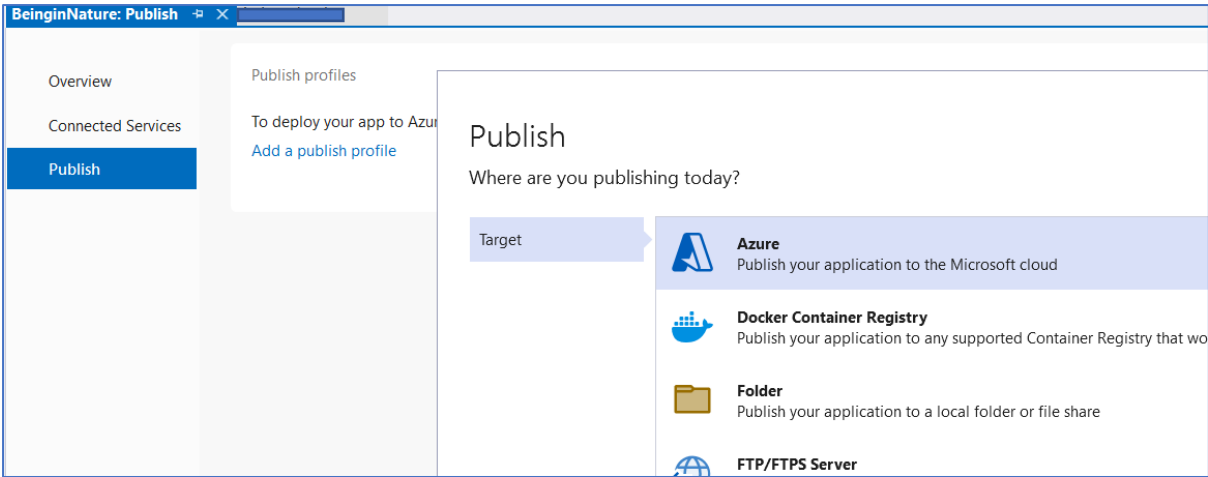 BeinginNature: Publish
Overview
Connected Services
Publish
Publish profiles
To deploy your app to Azur
Add a publish profile
Publish
Where are you publishing today?
Target
Azure
Publish your application to the Microsoft cloud
Docker Container Registry
Publish your application to any supported Container Registry that wo
Folder
Publish your application to a local folder or file share
FTP/FTPS Server